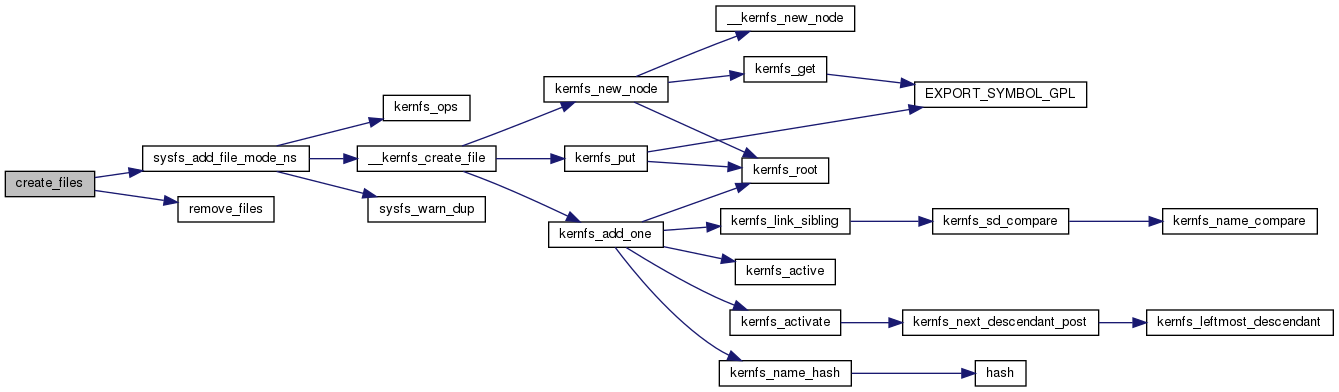 __kernfs_new_node
kernfs_get
kernfs_new_node
EXPORT_SYMBOL_GPL
kernfs_ops
sysfs_add_file_mode_ns
__kernfs_create_file
kernfs_put
kernfs_root
create_files
remove_files
sysfs_warn_dup
kernfs_link_sibling
kernfs_sd_compare
kernfs_name_compare
kernfs_add_one
kernfs_active
kernfs_activate
kernfs_next_descendant_post
kernfs_leftmost_descendant
kernfs_name_hash
hash